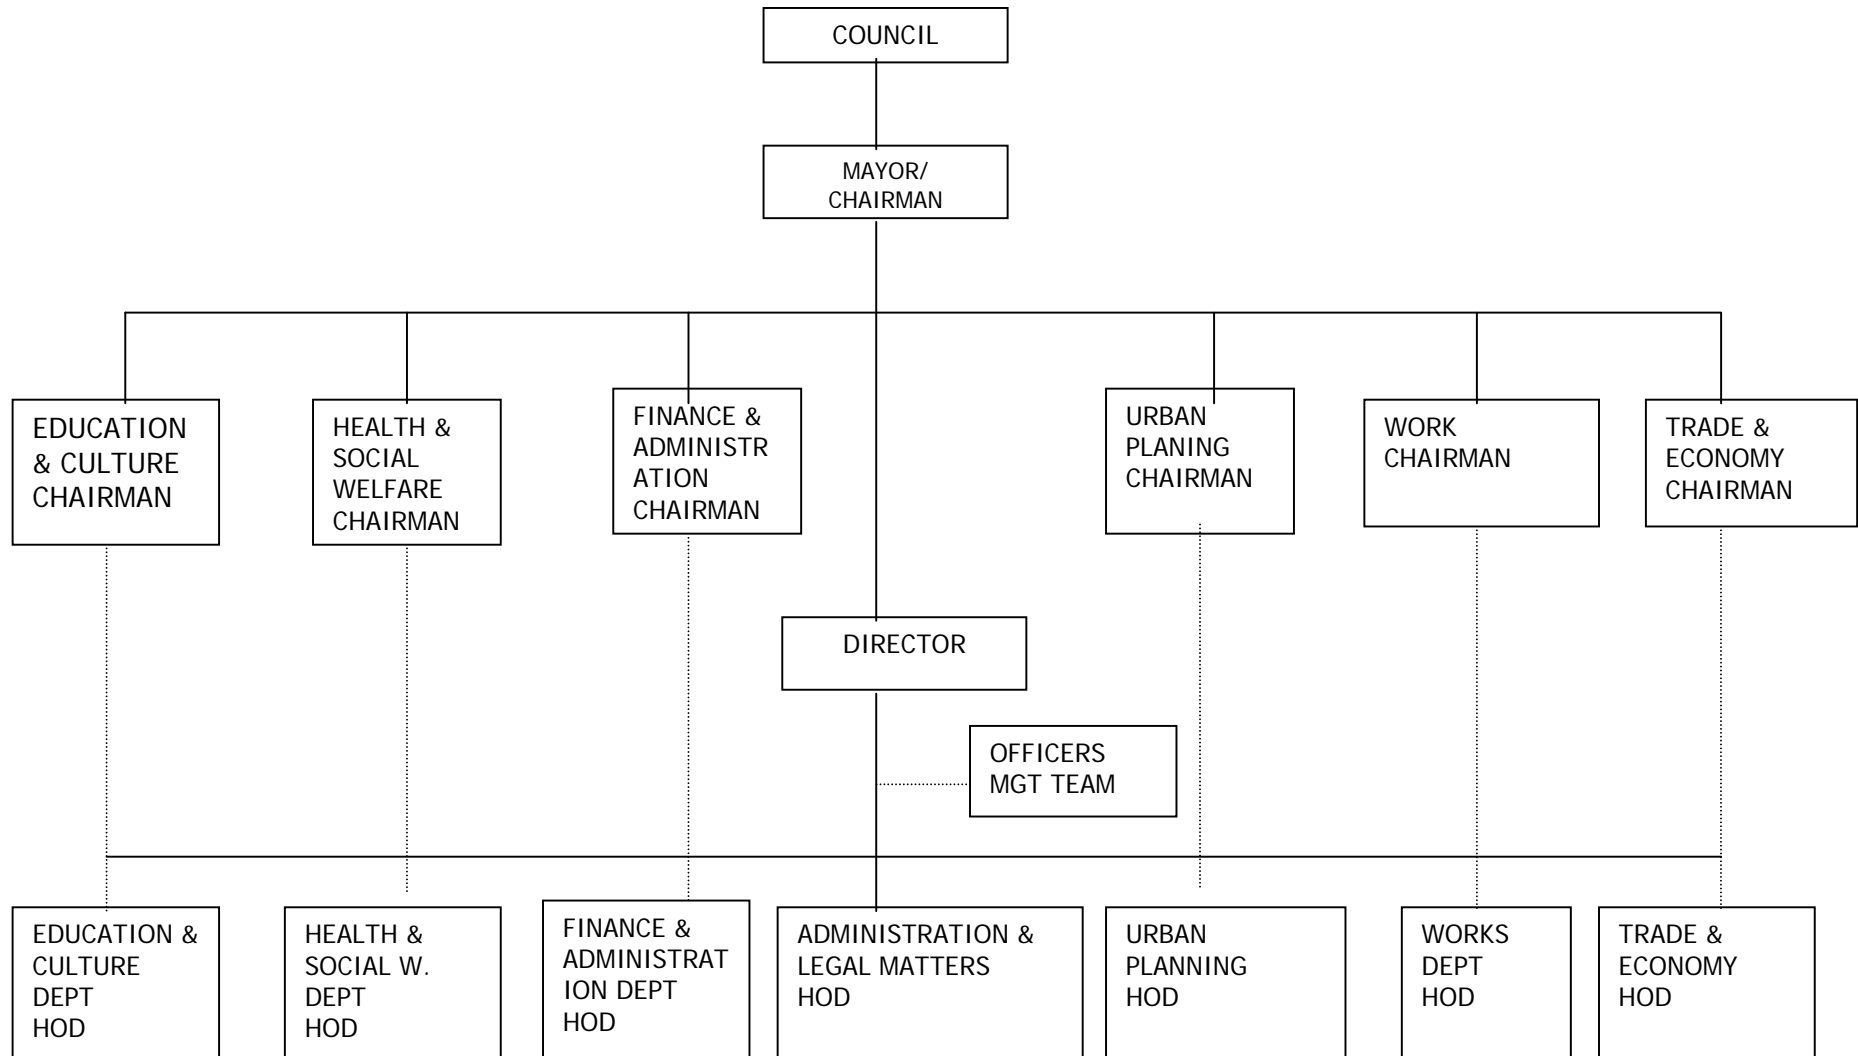 COUNCIL
MAYOR/
CHAIRMAN
EDUCATION
& CULTURE
CHAIRMAN
HEALTH &
SOCIAL
WELFARE
CHAIRMAN
FINANCE &
ADMINISTR
ATION
CHAIRMAN
URBAN
PLANING
CHAIRMAN
WORK
CHAIRMAN
TRADE &
ECONOMY
CHAIRMAN
DIRECTOR
OFFICERS
MGT TEAM
EDUCATION &
CULTURE
DEPT
HOD
HEALTH &
SOCIAL W.
DEPT
HOD
FINANCE &
ADMINISTRAT
ION DEPT
HOD
ADMINISTRATION &
LEGAL MATTERS
HOD
URBAN
PLANNING
HOD
WORKS
DEPT
HOD
TRADE &
ECONOMY
HOD